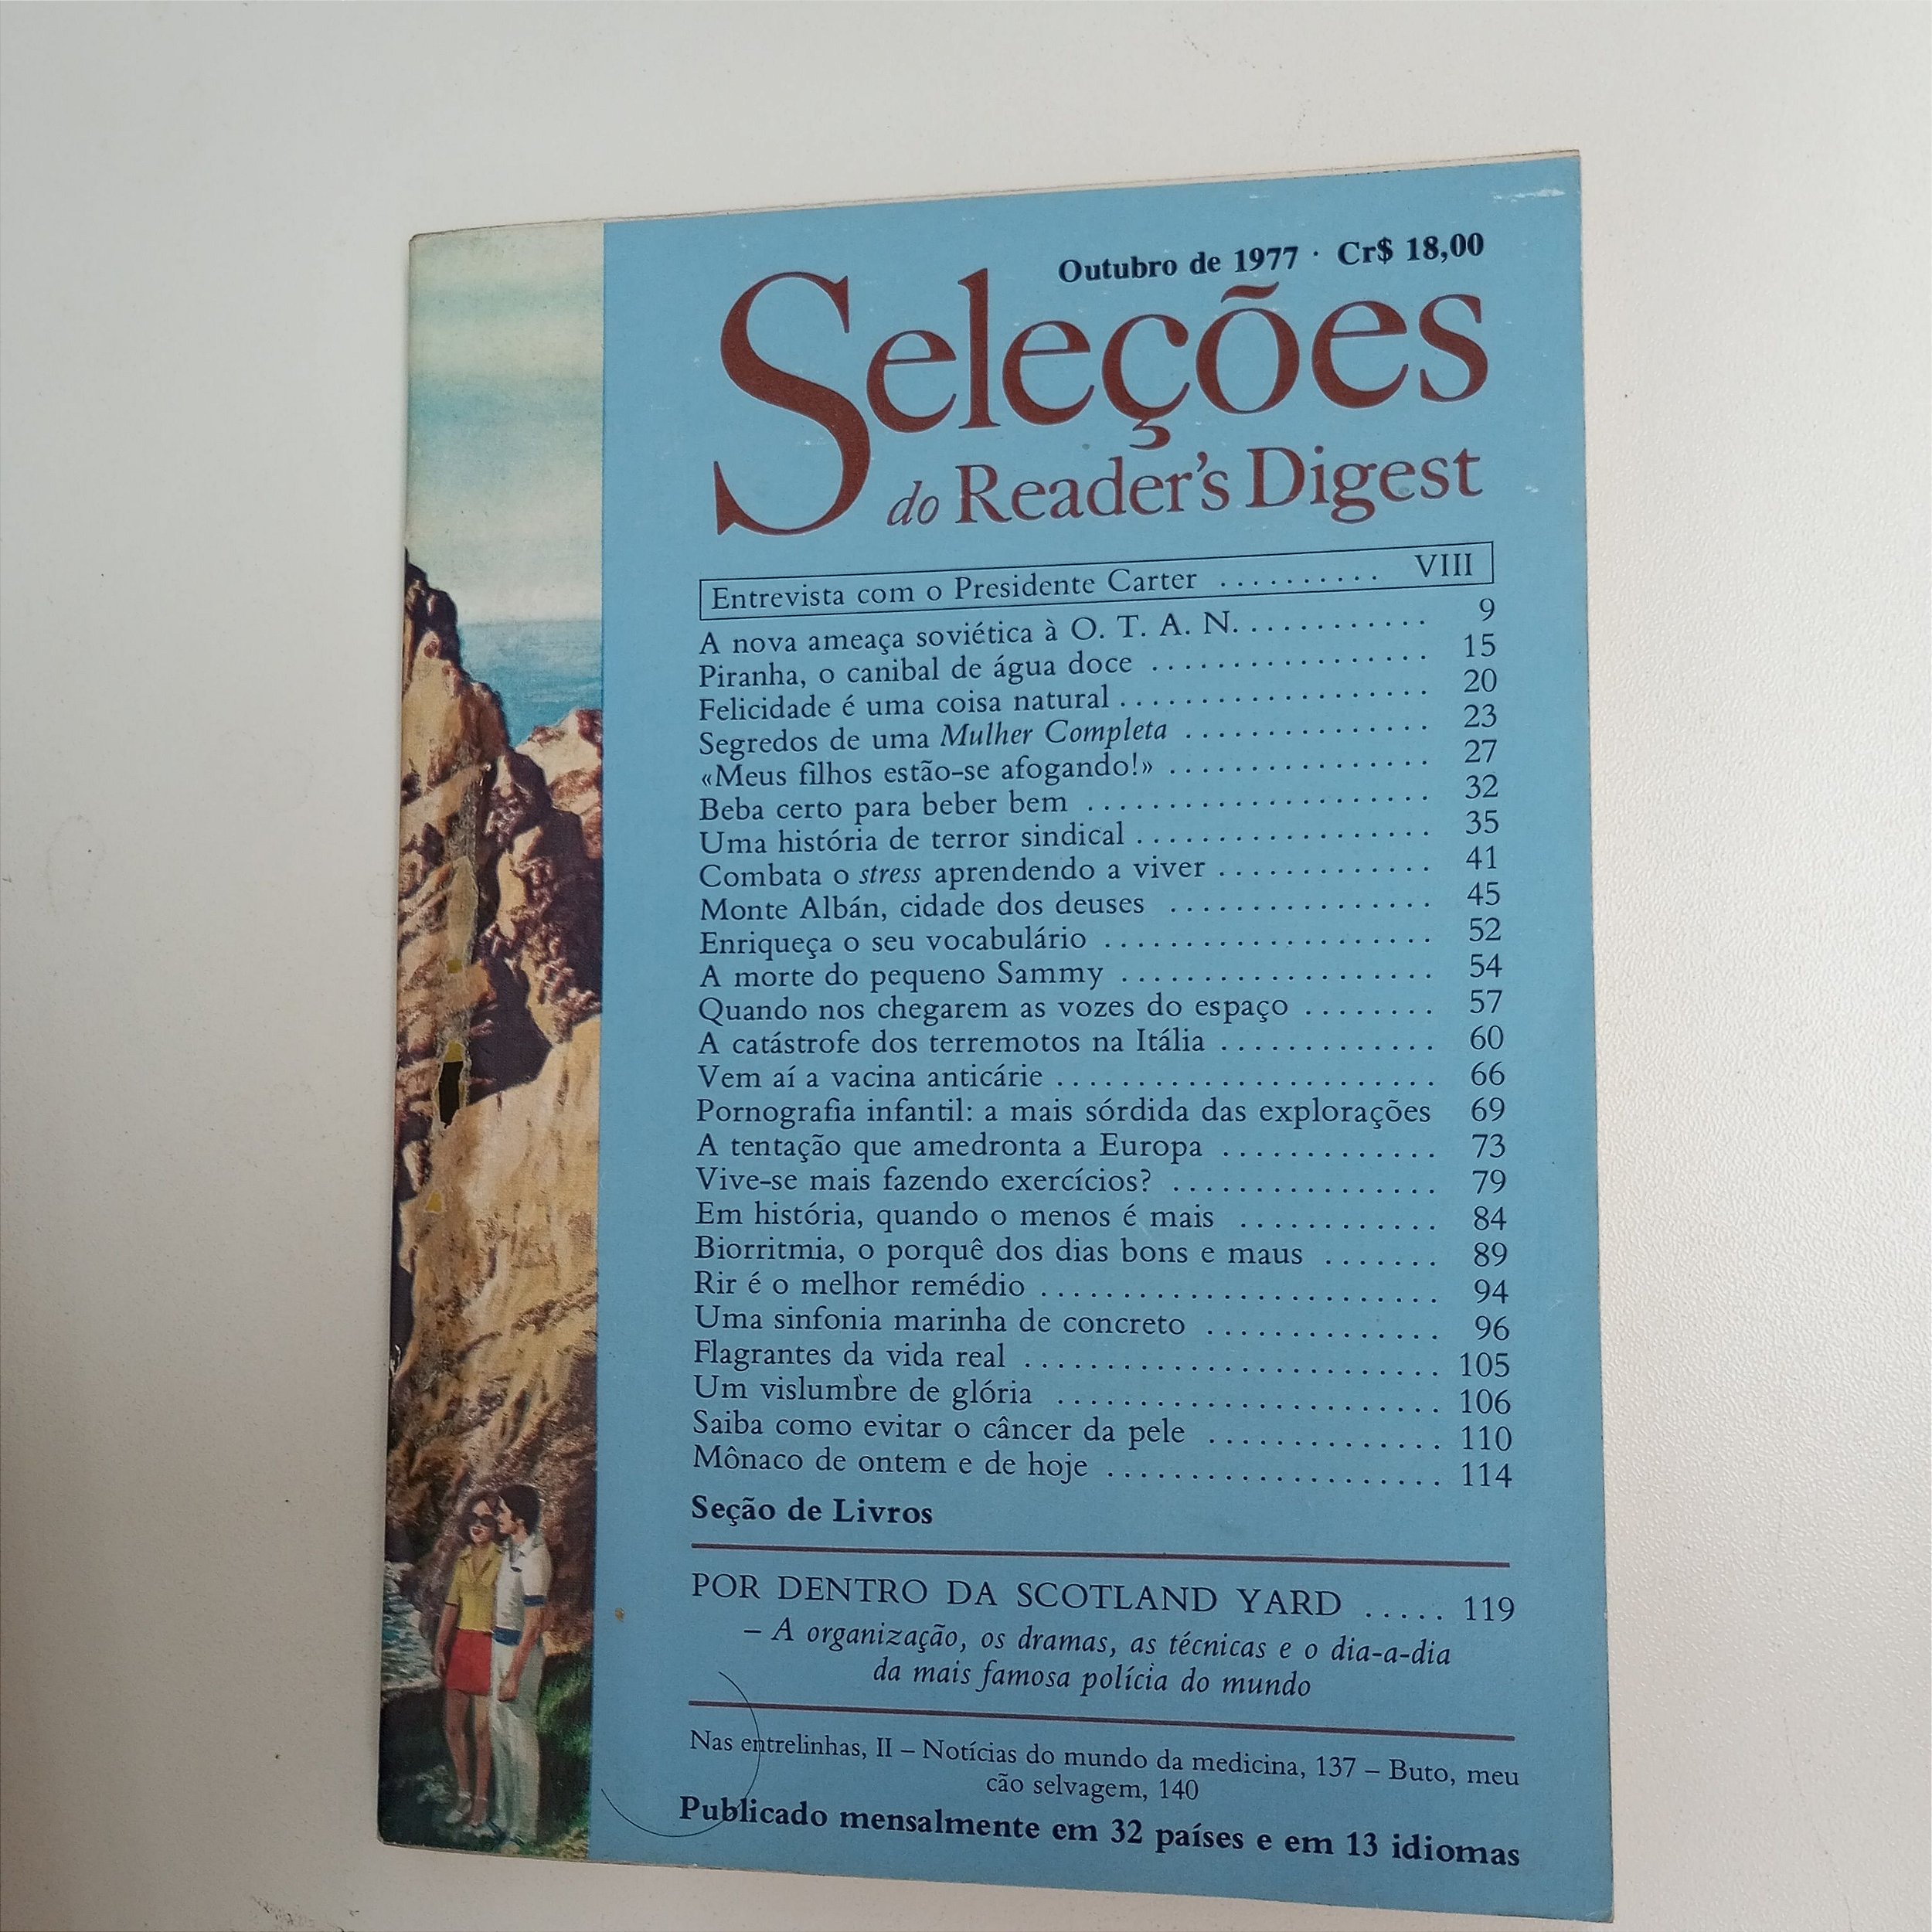 Outubro de 1977 · Cr$ 18,00
Seleções
do Reader's Digest
Entrevista com o Presidente Carter .......... VIII
A nova ameaça soviética à O. T. A. N. ............ 9
Piranha, o canibal de água doce ................. 15
Felicidade é uma coisa natural ................... 20
Segredos de uma Mulher Completa ............... 23
«Meus filhos estão-se afogando!» ................ 27
Beba certo para beber bem ..................... 32
Uma história de terror sindical .................. 35
Combata o stress aprendendo a viver ............. 41
Monte Albán, cidade dos deuses ................ 45
Enriqueça o seu vocabulário .................... 52
A morte do pequeno Sammy ................... 54
Quando nos chegarem as vozes do espaço ........ 57
A catástrofe dos terremotos na Itália ............. 60
Vem aí a vacina anticárie ....................... 66
Pornografia infantil: a mais sórdida das explorações 69
A tentação que amedronta a Europa ............. 73
Vive-se mais fazendo exercícios? ................ 79
Em história, quando o menos é mais ............ 84
Biorritmia, o porquê dos dias bons e maus ....... 89
Rir é o melhor remédio ........................ 94
Uma sinfonia marinha de concreto .............. 96
Flagrantes da vida real ......................... 105
Um vislumbre de glória ....................... 106
Saiba como evitar o câncer da pele .............. 110
Mônaco de ontem e de hoje .................... 114
Seção de Livros
POR DENTRO DA SCOTLAND YARD ..... 119
– A organização, os dramas, as técnicas e o dia-a-dia
da mais famosa polícia do mundo
Nas entrelinhas, II – Notícias do mundo da medicina, 137 – Buto, meu
cão selvagem, 140
Publicado mensalmente em 32 países e em 13 idiomas